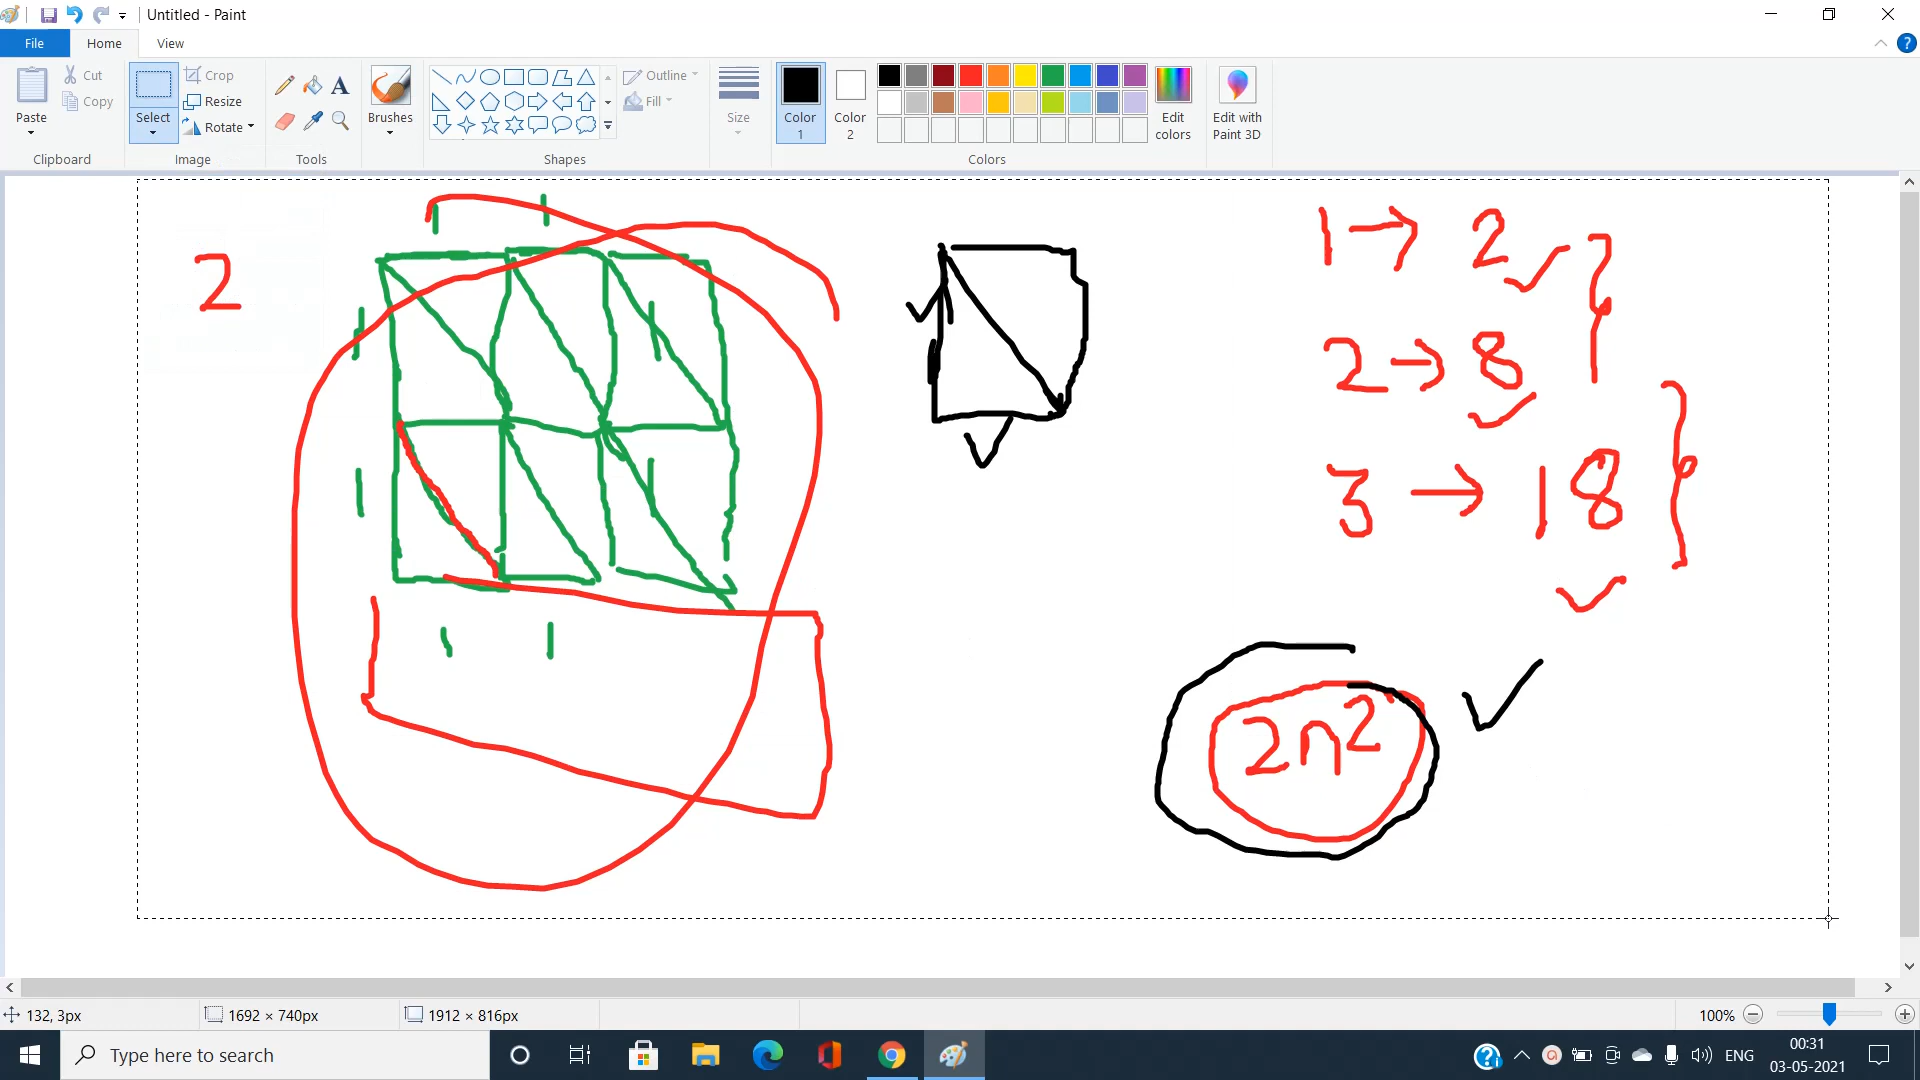 Untitled - Paint
File Home View
Paste Cut Copy Clipboard
Select Crop Resize Rotate Image
Tools
Brushes
Outline Fill Shapes
Size
Color 1 Color 2 Edit colors Colors
Edit with Paint 3D
2
1 → 2
2 → 8
3 → 18
2n²
132, 3px 1692 × 740px 1912 × 816px 100%
Type here to search
ENG 00:31
03-05-2021